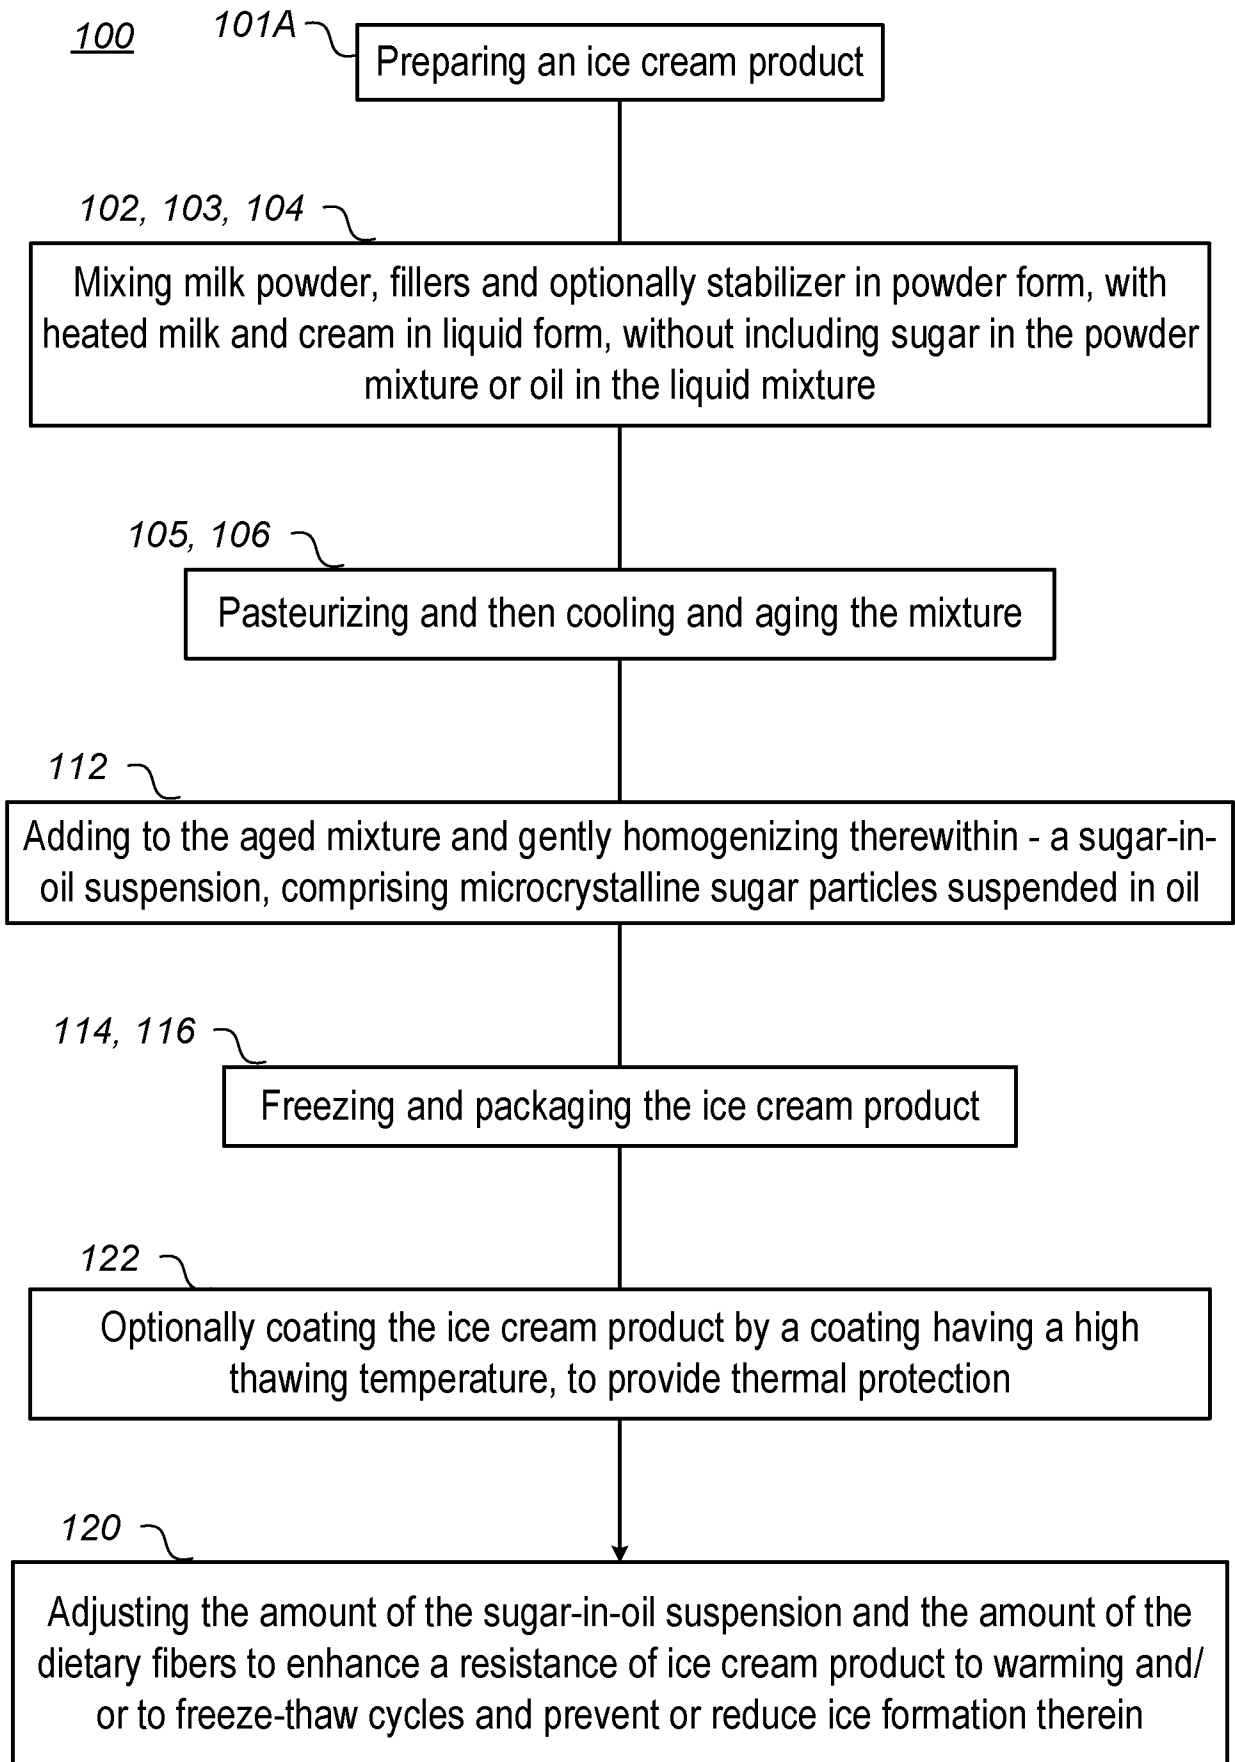 100
101A
Preparing an ice cream product
102, 103, 104
Mixing milk powder, fillers and optionally stabilizer in powder form, with
heated milk and cream in liquid form, without including sugar in the powder
mixture or oil in the liquid mixture
105, 106
Pasteurizing and then cooling and aging the mixture
112
Adding to the aged mixture and gently homogenizing therewithin - a sugar-in-
oil suspension, comprising microcrystalline sugar particles suspended in oil
114, 116
Freezing and packaging the ice cream product
122
Optionally coating the ice cream product by a coating having a high
thawing temperature, to provide thermal protection
120
Adjusting the amount of the sugar-in-oil suspension and the amount of the
dietary fibers to enhance a resistance of ice cream product to warming and/
or to freeze-thaw cycles and prevent or reduce ice formation therein